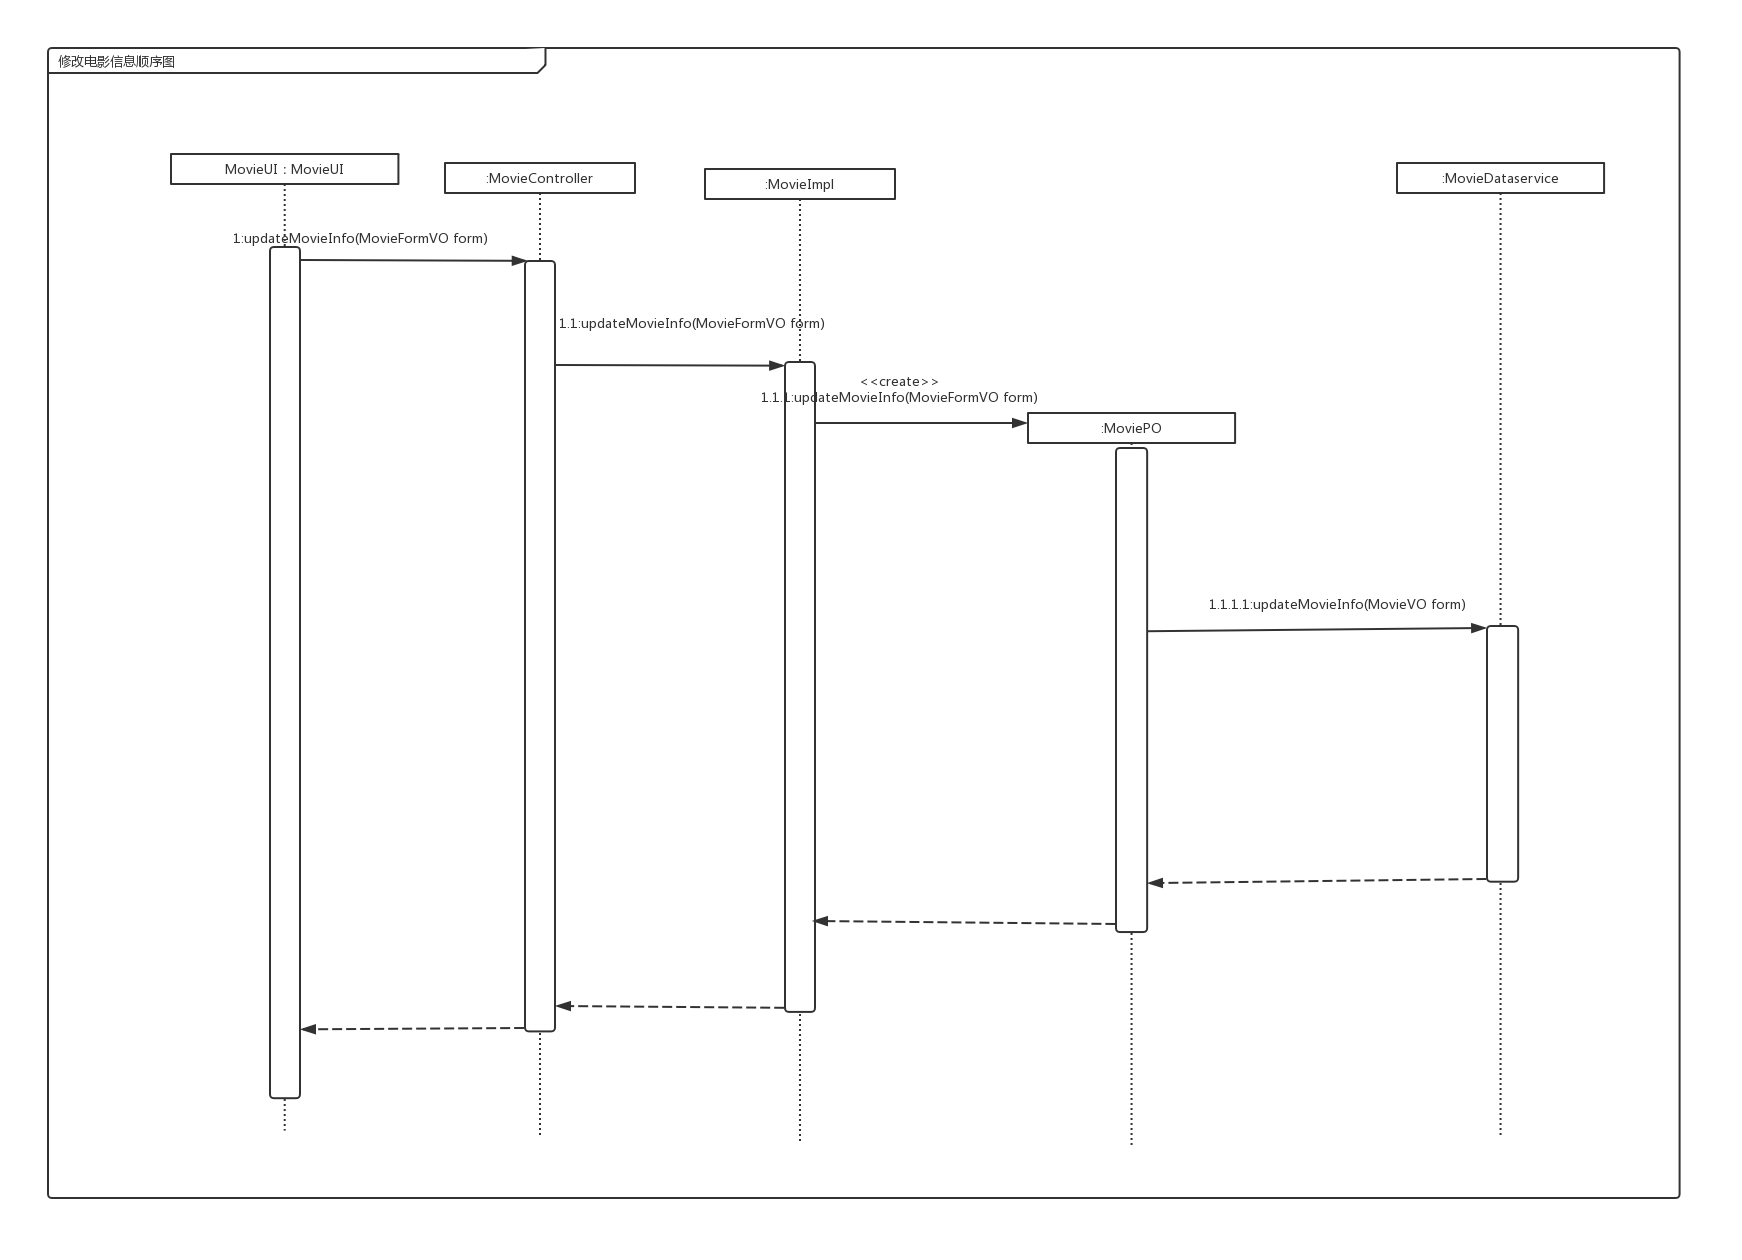 修改电影信息顺序图
MovieUI : MovieUI
:MovieController
:MovieImpl
:MovieDataservice
1:updateMovieInfo(MovieFormVO form)
1.1:updateMovieInfo(MovieFormVO form)
<<create>>
1.1.1:updateMovieInfo(MovieFormVO form)
:MoviePO
1.1.1.1:updateMovieInfo(MovieVO form)